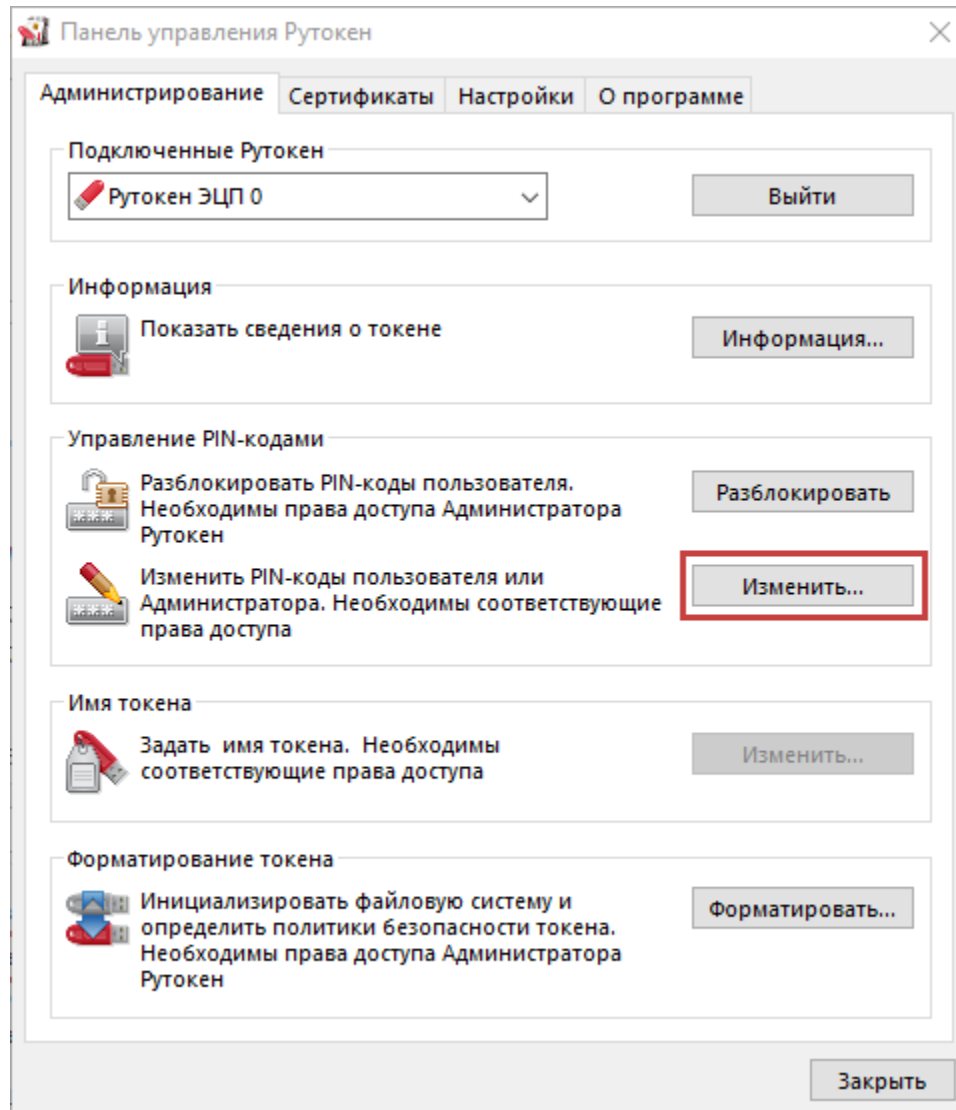 Панель управления Рутокен
Администрирование Сертификаты Настройки О программе
Подключенные Рутокен
Рутокен ЭЦП 0
Выйти
Информация
Показать сведения о токене
Информация...
Управление PIN-кодами
Разблокировать PIN-коды пользователя.
Необходимы права доступа Администратора
Рутокен
Разблокировать
Изменить PIN-коды пользователя или
Администратора. Необходимы соответствующие
права доступа
Изменить...
Имя токена
Задать имя токена. Необходимы
соответствующие права доступа
Изменить...
Форматирование токена
Инициализировать файловую систему и
определить политики безопасности токена.
Необходимы права доступа Администратора
Рутокен
Форматировать...
Закрыть